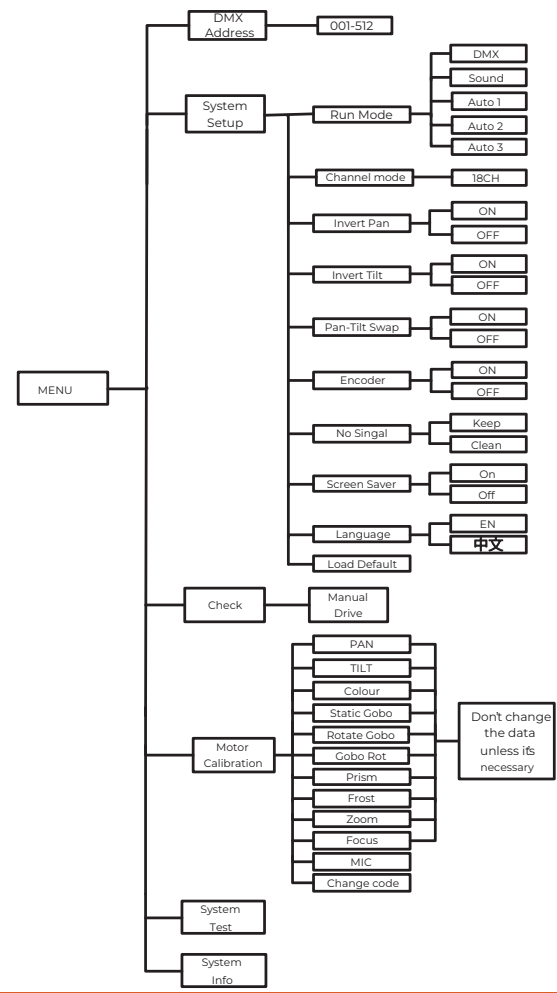 DMX
Address
001-512
System
Setup
Run Mode
DMX
Sound
Auto 1
Auto 2
Auto 3
Channel mode
18CH
Invert Pan
ON
OFF
Invert Tilt
ON
OFF
Pan-Tilt Swap
ON
OFF
MENU
Encoder
ON
OFF
No Singal
Keep
Clean
Screen Saver
On
Off
Language
EN
中文
Load Default
Check
Manual
Drive
Motor
Calibration
PAN
TILT
Colour
Static Gobo
Rotate Gobo
Gobo Rot
Prism
Frost
Zoom
Focus
MIC
Change code
Don't change
the data
unless it's
necessary
System
Test
System
Info